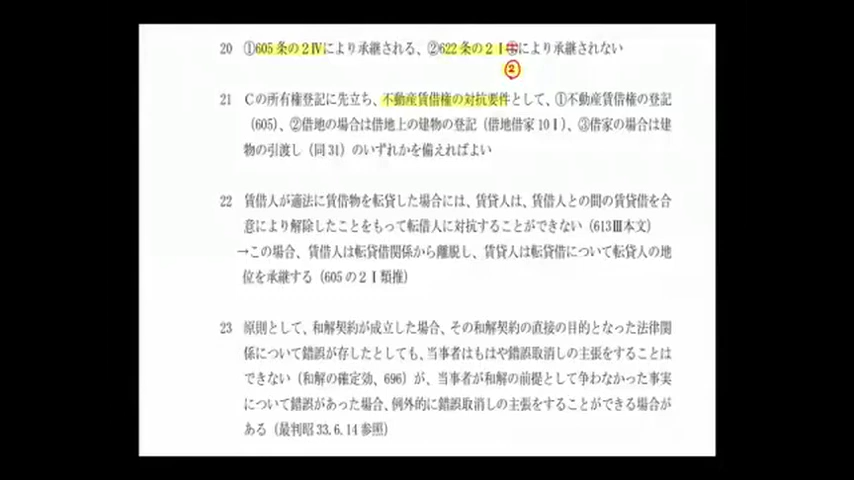 20 ①605条の2Ⅳにより承継される、②622条の2Ⅰにより承継されない
②
21 Ｃの所有権登記に先立ち、不動産賃借権の対抗要件として、①不動産賃借権の登記
(605)、②借地の場合は借地上の建物の登記（借地借家10Ⅰ）、③借家の場合は建
物の引渡し（同31）のいずれかを備えればよい
22 賃借人が適法に賃借物を転貸した場合には、賃貸人は、賃借人との間の賃貸借を合
意により解除したことをもって転借人に対抗することができない（613Ⅲ本文）
→この場合、賃借人は転貸借関係から離脱し、賃貸人は転貸借について転貸人の地
位を承継する（605の2Ⅰ類推）
23 原則として、和解契約が成立した場合、その和解契約の直接の目的となった法律関
係について錯誤が存したとしても、当事者はもはや錯誤取消しの主張をすることは
できない（和解の確定効、696）が、当事者が和解の前提として争わなかった事実
について錯誤があった場合、例外的に錯誤取消しの主張をすることができる場合が
ある（最判昭33.6.14参照）